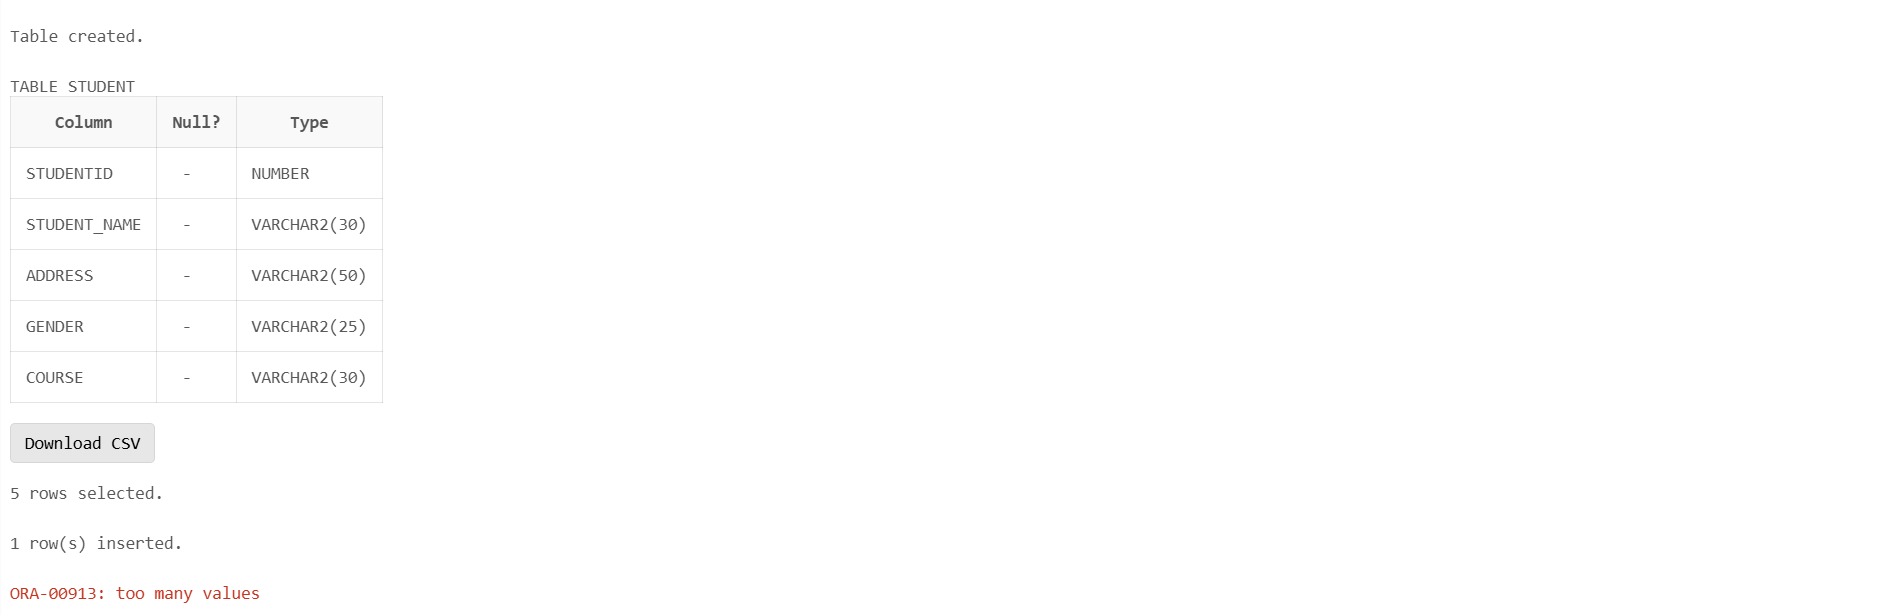 Table created.
TABLE STUDENT
Column Null? Type
STUDENTID - NUMBER
STUDENT_NAME - VARCHAR2(30)
ADDRESS - VARCHAR2(50)
GENDER - VARCHAR2(25)
COURSE - VARCHAR2(30)
Download CSV
5 rows selected.
1 row(s) inserted.
ORA-00913: too many values